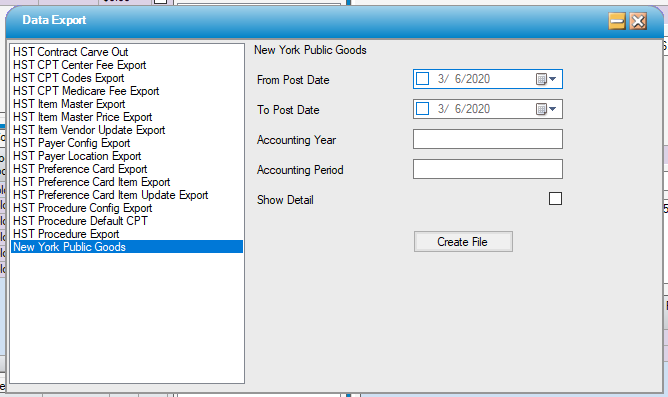 Data Export
HST Contract Carve Out
HST CPT Center Fee Export
HST CPT Codes Export
HST CPT Medicare Fee Export
HST Item Master Export
HST Item Master Price Export
HST Item Vendor Update Export
HST Payer Config Export
HST Payer Location Export
HST Preference Card Export
HST Preference Card Item Export
HST Preference Card Item Update Export
HST Procedure Config Export
HST Procedure Default CPT
HST Procedure Export
New York Public Goods
New York Public Goods
From Post Date 3/ 6/2020
To Post Date 3/ 6/2020
Accounting Year
Accounting Period
Show Detail
Create File